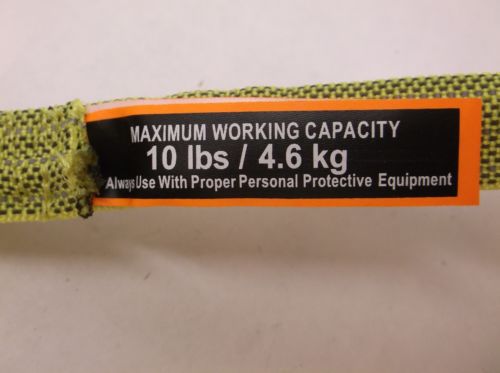 MAXIMUM WORKING CAPACITY
10 lbs / 4.6 kg
Always Use With Proper Personal Protective Equipment